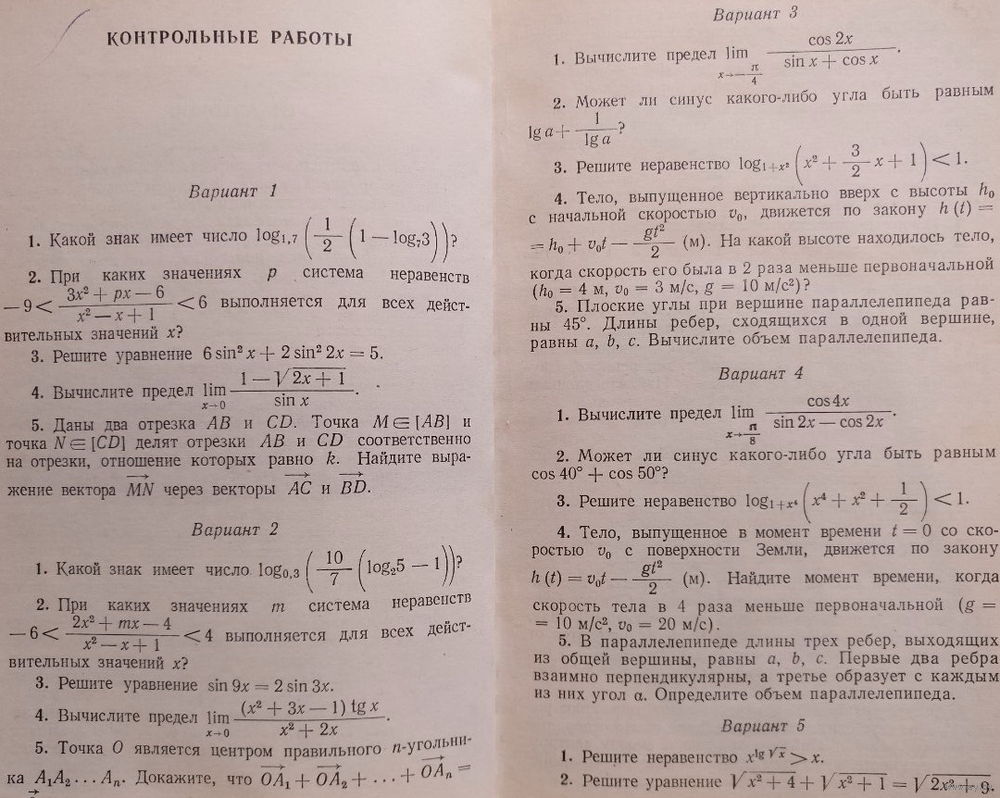 КОНТРОЛЬНЫЕ РАБОТЫ
Вариант 1
1. Какой знак имеет число log₁,₇ (1/2 (1 — log₇3))?
2. При каких значениях p система неравенств
—9 < (3x² + px — 6)/(x² — x + 1) < 6 выполняется для всех дейст-
вительных значений x?
3. Решите уравнение 6 sin² x + 2 sin² 2x = 5.
4. Вычислите предел lim x→0 (1 — √(2x + 1))/(sin x).
5. Даны два отрезка AB и CD. Точка M ∈ [AB] и
точка N ∈ [CD] делят отрезки AB и CD соответственно
на отрезки, отношение которых равно k. Найдите выра-
жение вектора MN→ через векторы AC→ и BD→.
Вариант 2
1. Какой знак имеет число log₀,₃ (10/7 (log₂5 — 1))?
2. При каких значениях m система неравенств
—6 < (2x² + mx — 4)/(x² — x + 1) < 4 выполняется для всех дейст-
вительных значений x?
3. Решите уравнение sin 9x = 2 sin 3x.
4. Вычислите предел lim x→0 ((x² + 3x — 1) tg x)/(x² + 2x).
5. Точка O является центром правильного n-угольни-
ка A₁A₂ . . . Aₙ. Докажите, что OA₁→ + OA₂→ + . . . + OAₙ→ =
Вариант 3
1. Вычислите предел lim x→—π/4 (cos 2x)/(sin x + cos x).
2. Может ли синус какого-либо угла быть равным
lg a + 1/(lg a)?
3. Решите неравенство log₁₊ₓ² (x² + 3/2 x + 1) < 1.
4. Тело, выпущенное вертикально вверх с высоты h₀
с начальной скоростью v₀, движется по закону h (t) =
= h₀ + v₀t — gt²/2 (м). На какой высоте находилось тело,
когда скорость его была в 2 раза меньше первоначальной
(h₀ = 4 м, v₀ = 3 м/с, g = 10 м/с²)?
5. Плоские углы при вершине параллелепипеда рав-
ны 45°. Длины ребер, сходящихся в одной вершине,
равны a, b, c. Вычислите объем параллелепипеда.
Вариант 4
1. Вычислите предел lim x→π/8 (cos 4x)/(sin 2x — cos 2x).
2. Может ли синус какого-либо угла быть равным
cos 40° + cos 50°?
3. Решите неравенство log₁₊ₓ⁴ (x⁴ + x² + 1/2) < 1.
4. Тело, выпущенное в момент времени t = 0 со ско-
ростью v₀ с поверхности Земли, движется по закону
h (t) = v₀t — gt²/2 (м). Найдите момент времени, когда
скорость тела в 4 раза меньше первоначальной (g =
= 10 м/с², v₀ = 20 м/с).
5. В параллелепипеде длины трех ребер, выходящих
из общей вершины, равны a, b, c. Первые два ребра
взаимно перпендикулярны, а третье образует с каждым
из них угол α. Определите объем параллелепипеда.
Вариант 5
1. Решите неравенство x^(lg √x) > x.
2. Решите уравнение √(x² + 4) + √(x² + 1) = √(2x² + 9).